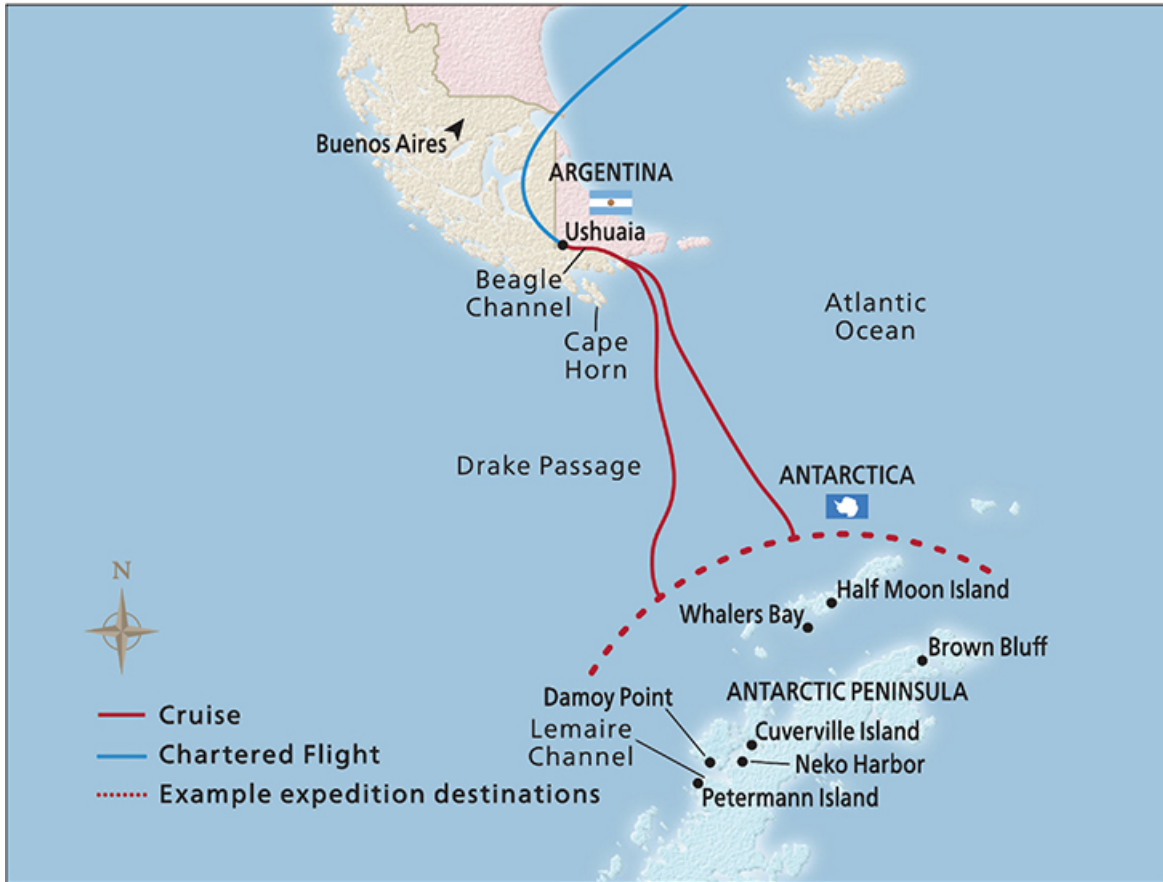 Buenos Aires
ARGENTINA
Ushuaia
Beagle
Channel
Cape
Horn
Atlantic
Ocean
Drake Passage
ANTARCTICA
N
Half Moon Island
Whalers Bay
Brown Bluff
ANTARCTIC PENINSULA
Damoy Point
Lemaire
Channel
Cuverville Island
Neko Harbor
Petermann Island
Cruise
Chartered Flight
Example expedition destinations